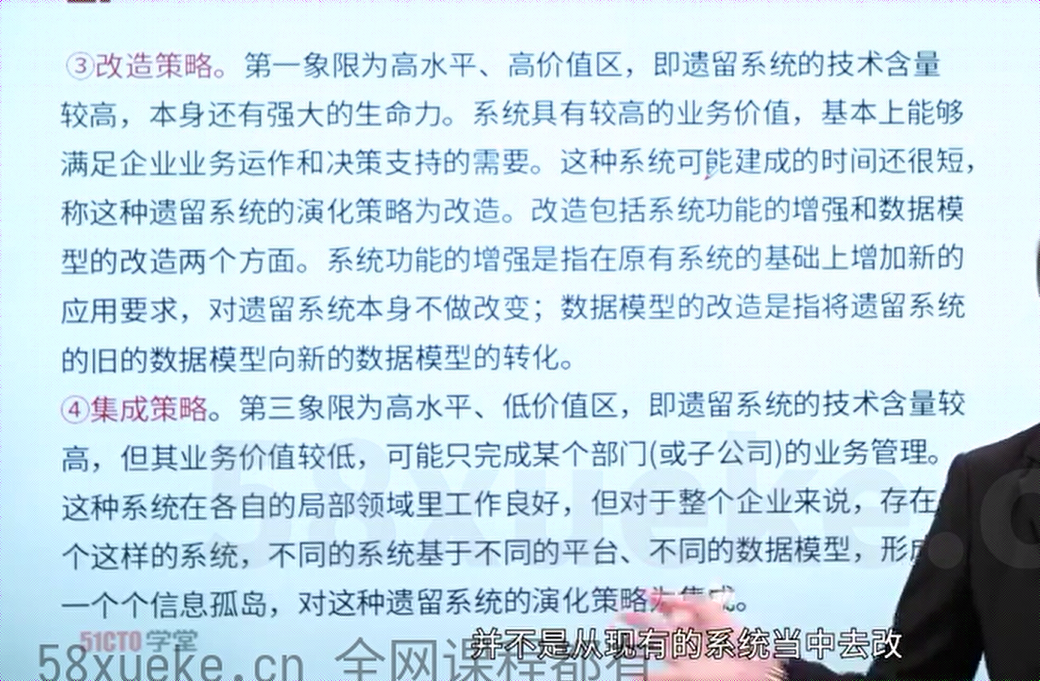 ③改造策略。第一象限为高水平、高价值区，即遗留系统的技术含量
较高，本身还有强大的生命力。系统具有较高的业务价值，基本上能够
满足企业业务运作和决策支持的需要。这种系统可能建成的时间还很短，
称这种遗留系统的演化策略为改造。改造包括系统功能的增强和数据模
型的改造两个方面。系统功能的增强是指在原有系统的基础上增加新的
应用要求，对遗留系统本身不做改变；数据模型的改造是指将遗留系统
的旧的数据模型向新的数据模型的转化。
④集成策略。第三象限为高水平、低价值区，即遗留系统的技术含量较
高，但其业务价值较低，可能只完成某个部门(或子公司)的业务管理。
这种系统在各自的局部领域里工作良好，但对于整个企业来说，存在
个这样的系统，不同的系统基于不同的平台、不同的数据模型，形成
一个个信息孤岛，对这种遗留系统的演化策略为集成。
58xueke.c
51CTO学堂
并不是从现有的系统当中去改
58xueke.cn 全网课程都有